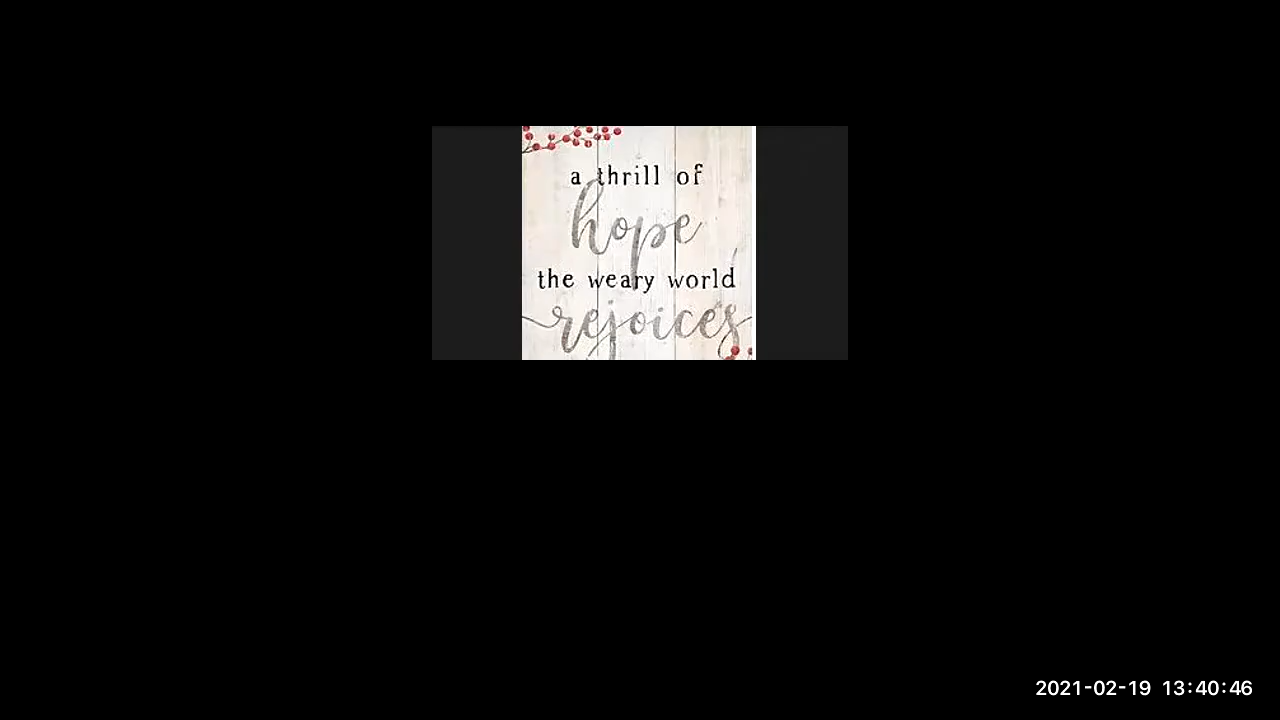 a thrill of
hope
the weary world
rejoices
2021-02-19 13:40:46